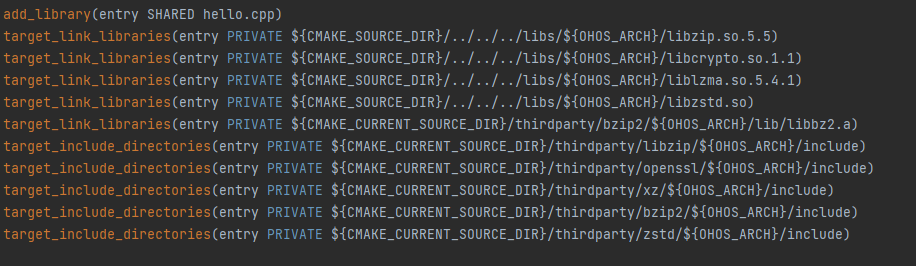 add_library(entry SHARED hello.cpp)
target_link_libraries(entry PRIVATE ${CMAKE_SOURCE_DIR}/../../../libs/${OHOS_ARCH}/libzip.so.5.5)
target_link_libraries(entry PRIVATE ${CMAKE_SOURCE_DIR}/../../../libs/${OHOS_ARCH}/libcrypto.so.1.1)
target_link_libraries(entry PRIVATE ${CMAKE_SOURCE_DIR}/../../../libs/${OHOS_ARCH}/liblzma.so.5.4.1)
target_link_libraries(entry PRIVATE ${CMAKE_SOURCE_DIR}/../../../libs/${OHOS_ARCH}/libzstd.so)
target_link_libraries(entry PRIVATE ${CMAKE_CURRENT_SOURCE_DIR}/thirdparty/bzip2/${OHOS_ARCH}/lib/libbz2.a)
target_include_directories(entry PRIVATE ${CMAKE_CURRENT_SOURCE_DIR}/thirdparty/libzip/${OHOS_ARCH}/include)
target_include_directories(entry PRIVATE ${CMAKE_CURRENT_SOURCE_DIR}/thirdparty/openssl/${OHOS_ARCH}/include)
target_include_directories(entry PRIVATE ${CMAKE_CURRENT_SOURCE_DIR}/thirdparty/xz/${OHOS_ARCH}/include)
target_include_directories(entry PRIVATE ${CMAKE_CURRENT_SOURCE_DIR}/thirdparty/bzip2/${OHOS_ARCH}/include)
target_include_directories(entry PRIVATE ${CMAKE_CURRENT_SOURCE_DIR}/thirdparty/zstd/${OHOS_ARCH}/include)